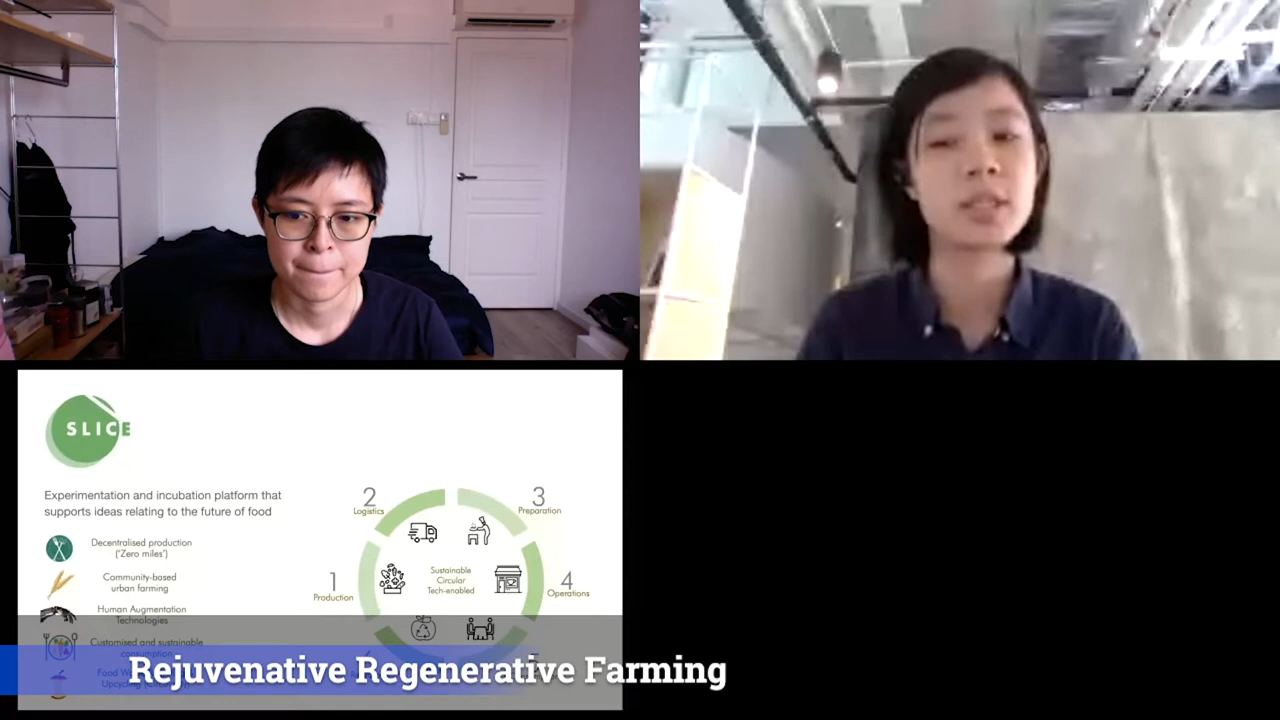 SLICE
Experimentation and incubation platform that
supports ideas relating to the future of food
Decentralised production
('Zero miles')
Community-based
urban farming
Human Augmentation
Technologies
Customised and sustainable
consumption
Food
Upcycling
1
Production
2
Logistics
3
Preparation
4
Operations
Sustainable
Circular
Tech-enabled
Rejuvenative Regenerative Farming